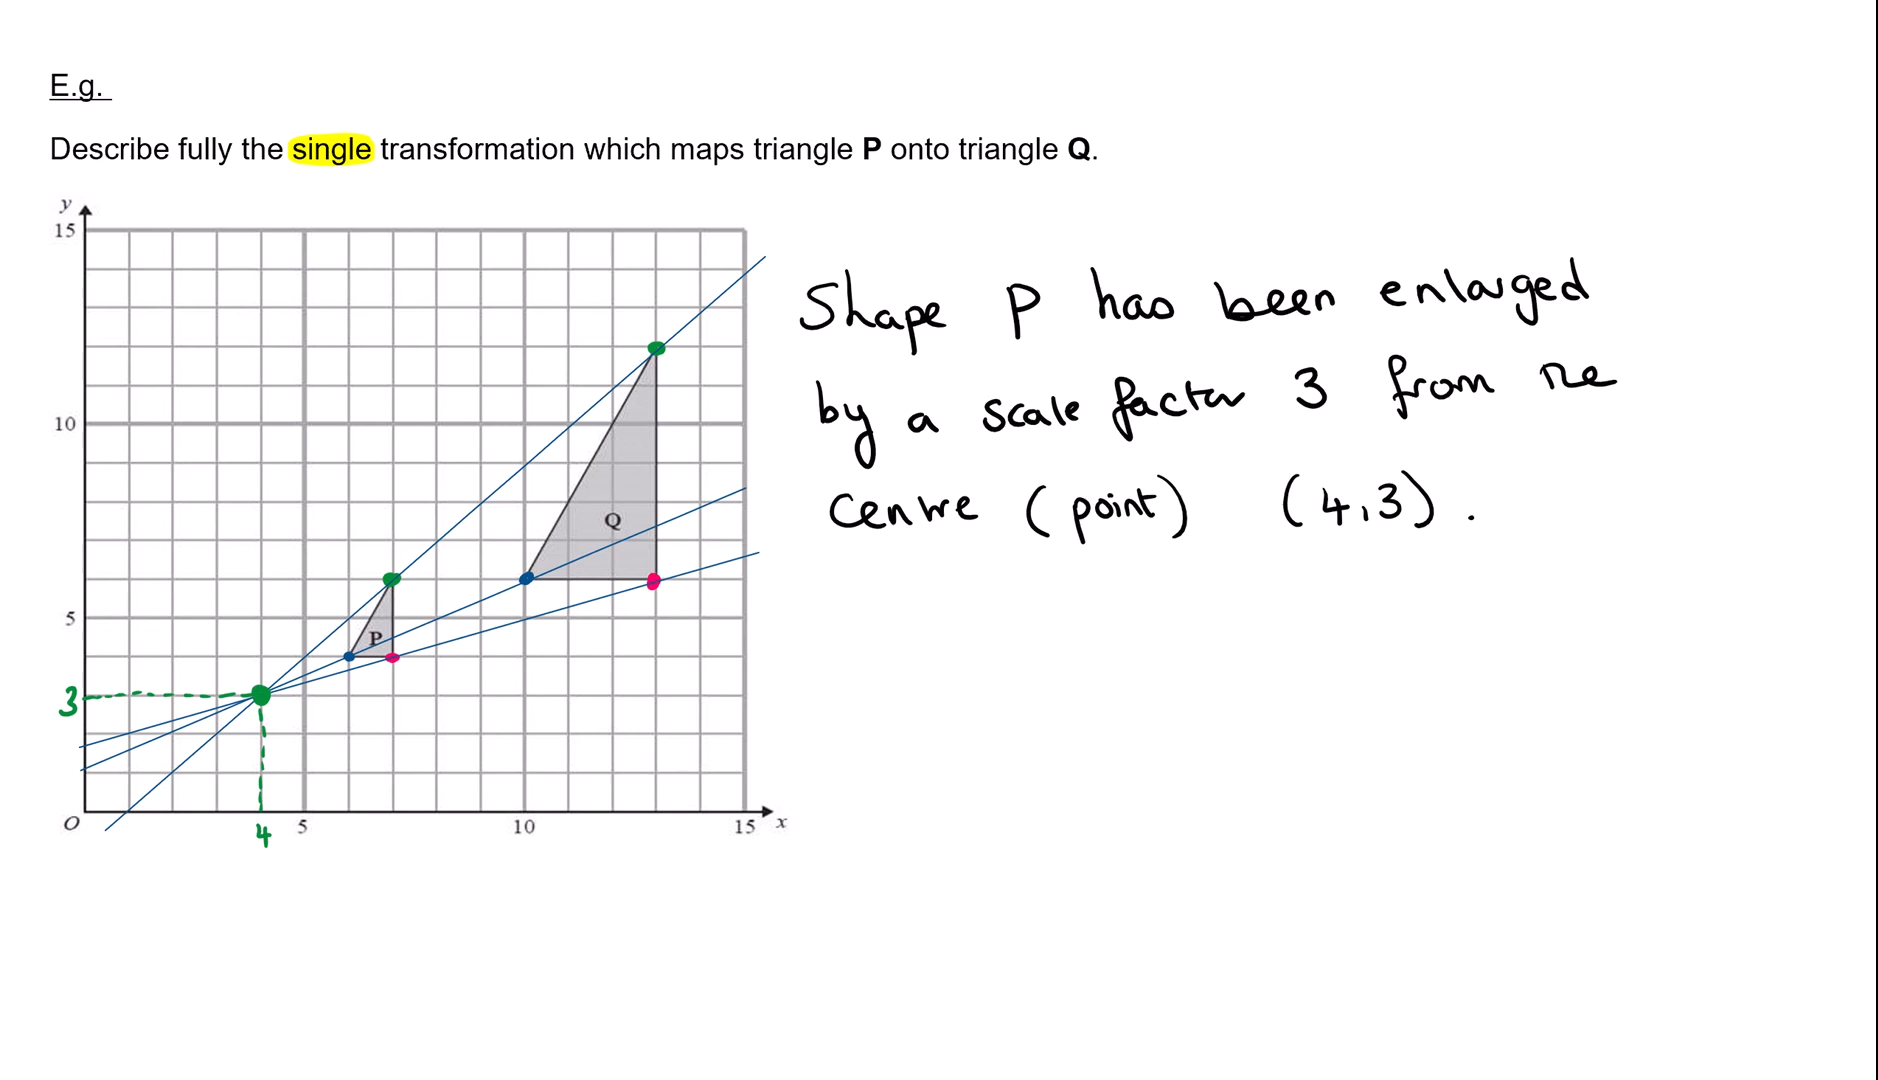 E.g.
Describe fully the single transformation which maps triangle P onto triangle Q.
y
15
10
5
3
O
4
5
10
15
x
P
Q
Shape P has been enlarged
by a scale factor 3 from the
centre (point) (4,3).